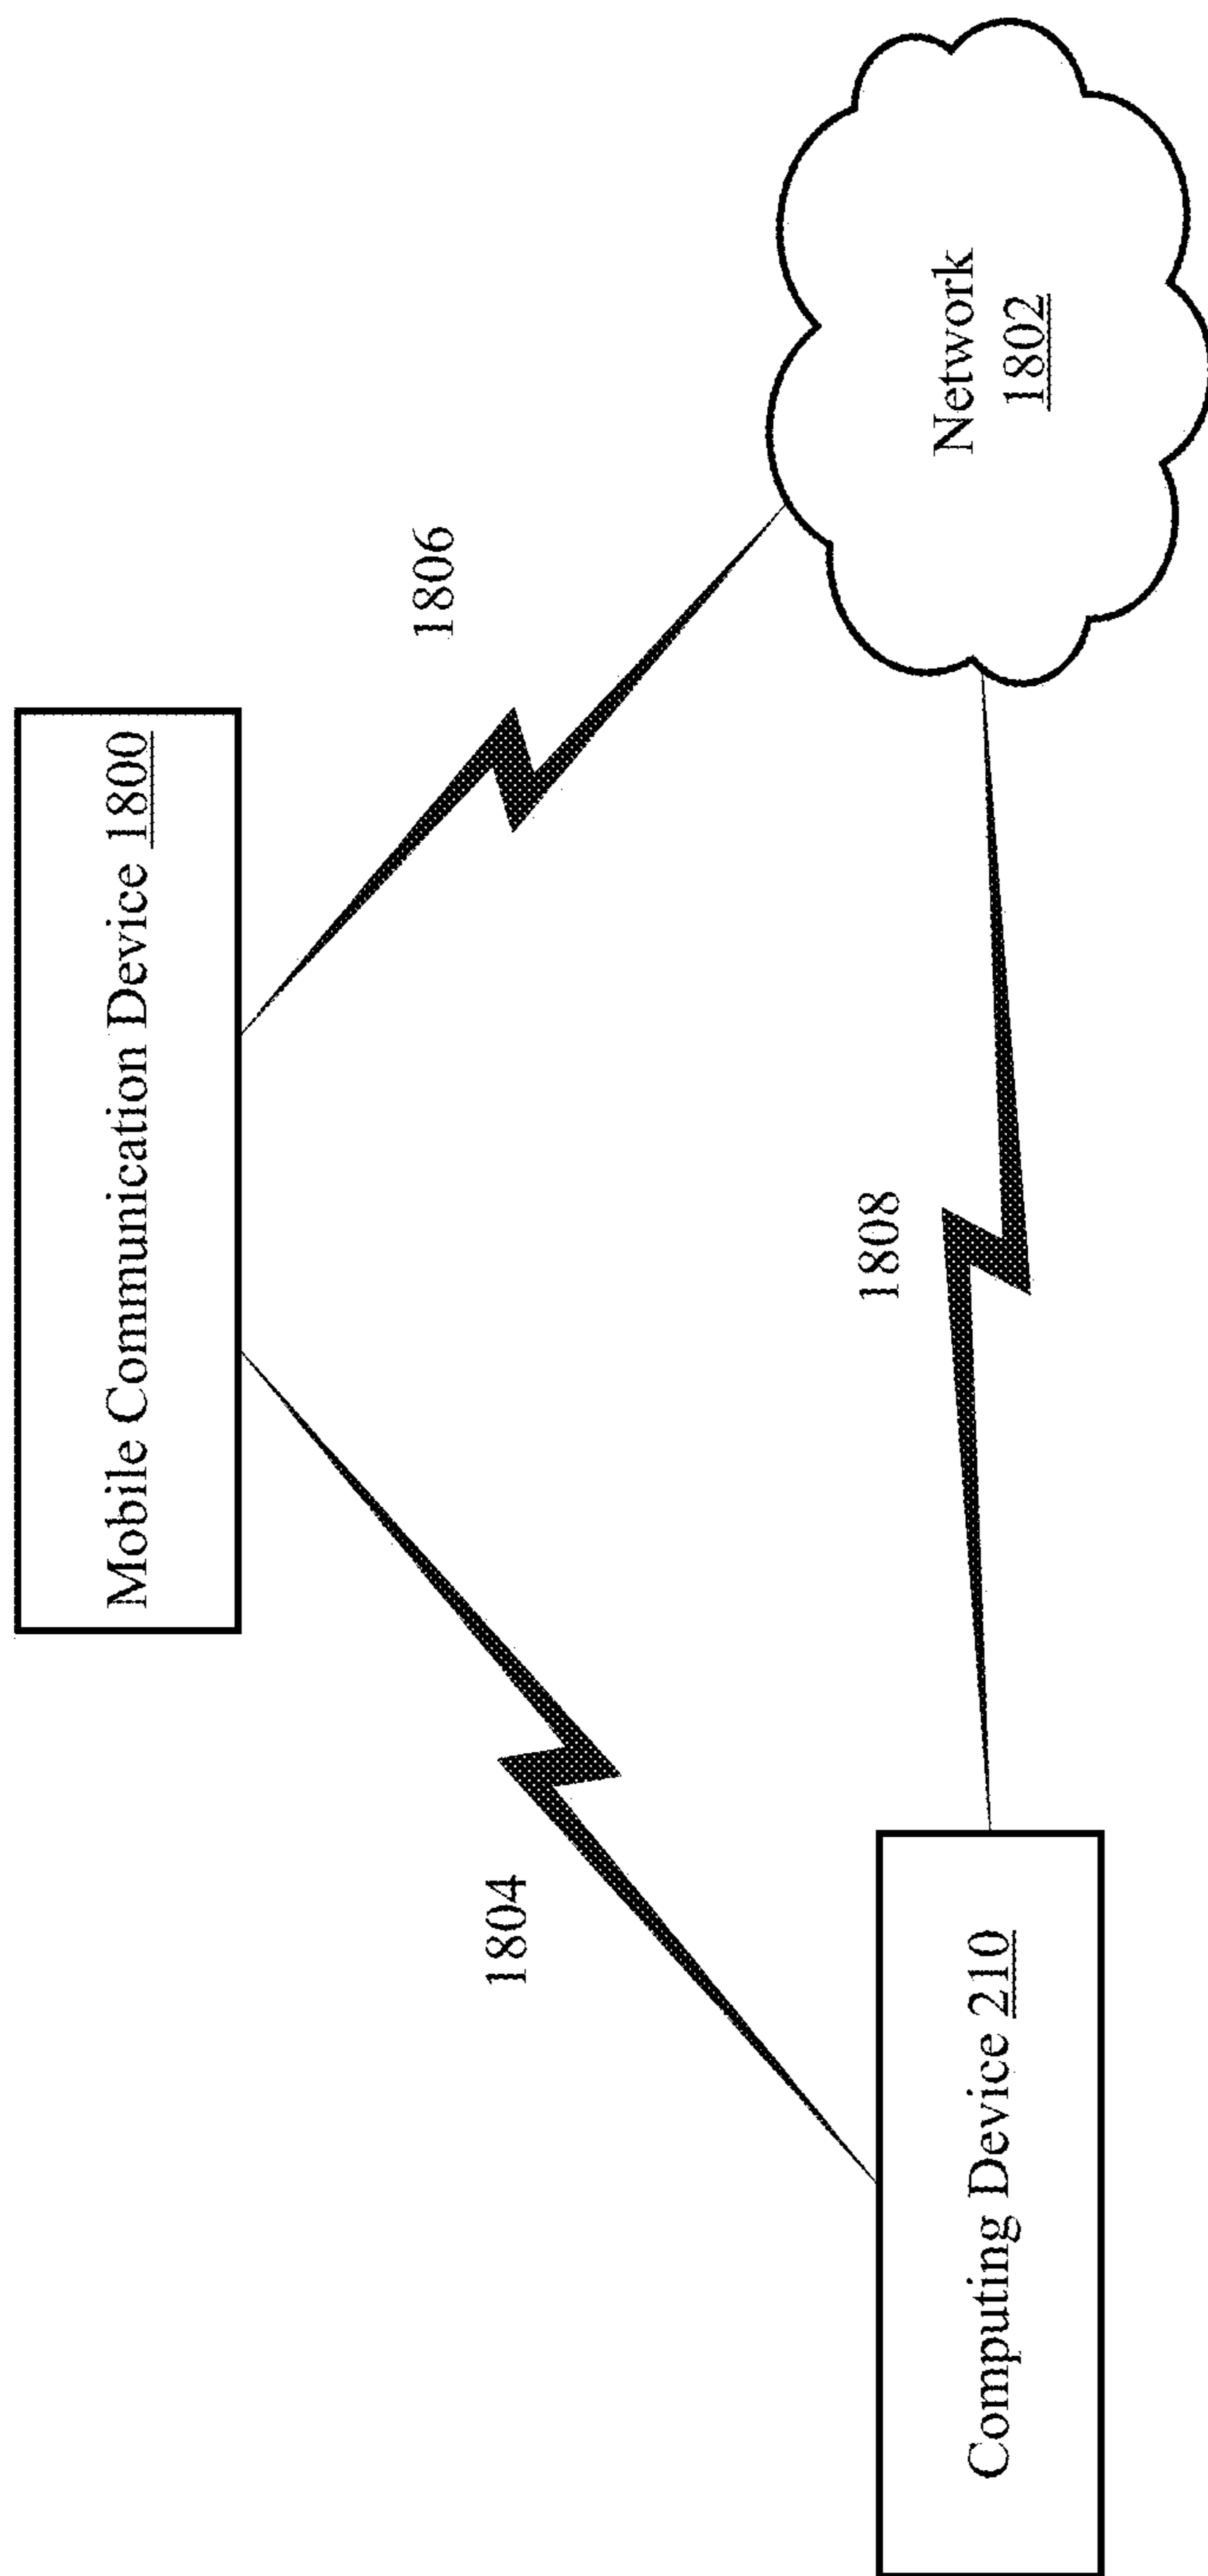 Mobile Communication Device 1800
1806
1804
1808
Network
1802
Computing Device 210